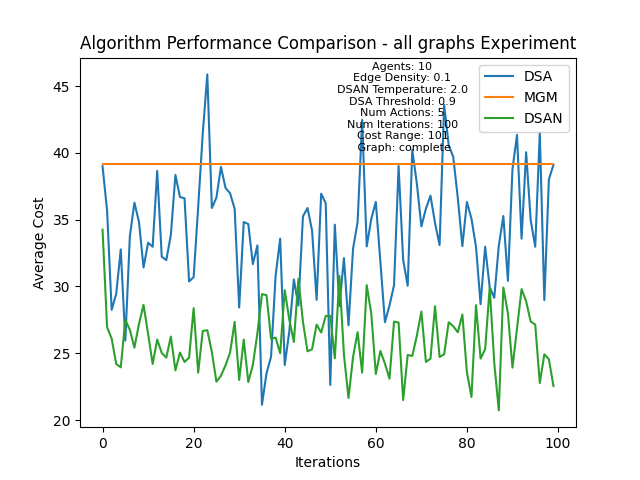 Algorithm Performance Comparison - all graphs Experiment
Agents: 10
Edge Density: 0.1
DSAN Temperature: 2.0
DSA Threshold: 0.9
Num Actions: 5
Num Iterations: 100
Cost Range: 101
Graph: complete
DSA
MGM
DSAN
Average Cost
45
40
35
30
25
20
0
20
40
60
80
100
Iterations